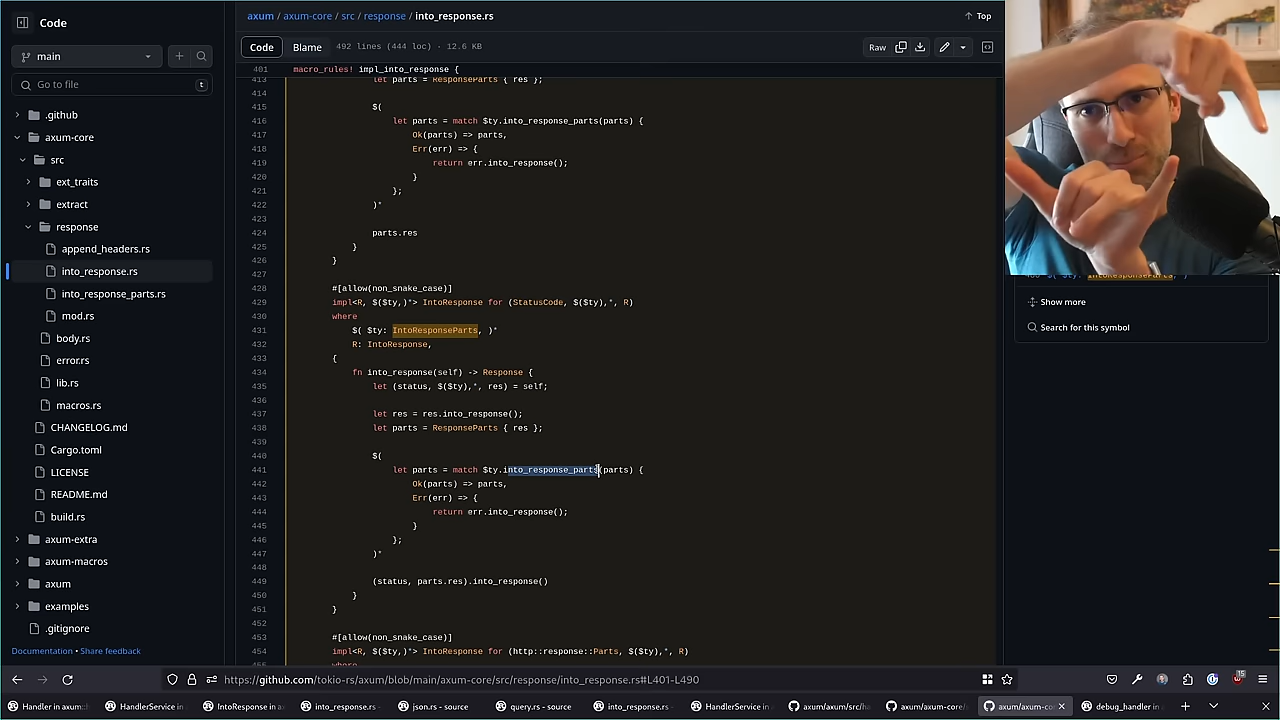 Code
axum / axum-core / src / response / into_response.rs
Top
main
Code
Blame
492 lines (444 loc) · 12.6 KB
Raw
Go to file
t
401 macro_rules! impl_into_response {
413 let parts = ResponseParts { res };
414
415 $(
416 let parts = match $ty.into_response_parts(parts) {
417 Ok(parts) => parts,
418 Err(err) => {
419 return err.into_response();
420 }
421 };
422 )*
423
424 parts.res
425 }
426 }
427
428 #[allow(non_snake_case)]
429 impl<R, $($ty,)*> IntoResponse for (StatusCode, $($ty),*, R)
430 where
431 $( $ty: IntoResponseParts, )*
432 R: IntoResponse,
433 {
434 fn into_response(self) -> Response {
435 let (status, $($ty),*, res) = self;
436
437 let res = res.into_response();
438 let parts = ResponseParts { res };
439
440 $(
441 let parts = match $ty.into_response_parts(parts) {
442 Ok(parts) => parts,
443 Err(err) => {
444 return err.into_response();
445 }
446 };
447 )*
448
449 (status, parts.res).into_response()
450 }
451 }
452
453 #[allow(non_snake_case)]
454 impl<R, $($ty,)*> IntoResponse for (http::response::Parts, $($ty),*, R)
455 where
.github
axum-core
src
ext_traits
extract
response
append_headers.rs
into_response.rs
into_response_parts.rs
mod.rs
body.rs
error.rs
lib.rs
macros.rs
CHANGELOG.md
Cargo.toml
LICENSE
README.md
build.rs
axum-extra
axum-macros
axum
examples
.gitignore
Documentation • Share feedback
Show more
Search for this symbol
https://github.com/tokio-rs/axum/blob/main/axum-core/src/response/into_response.rs#L401-L490
15
Handler in axum::
HandlerService
IntoResponse in a
into_response.rs -
json.rs - source
query.rs - source
into_response.rs
HandlerService
axum/axum/src/ha
axum/axum-core/
axum/axum-co
debug_handler in